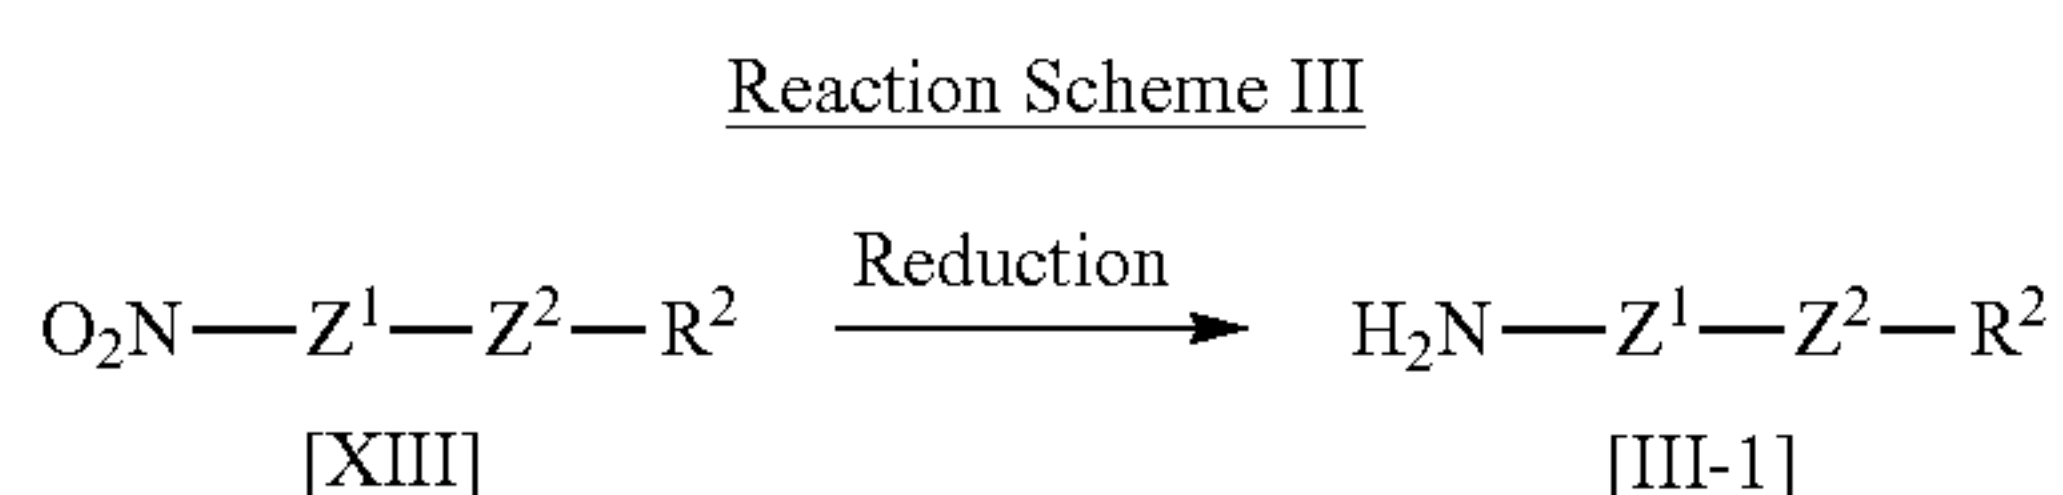 Reaction Scheme III
Reduction
O₂N—Z¹—Z²—R² H₂N—Z¹—Z²—R²
[XIII] [III-1]